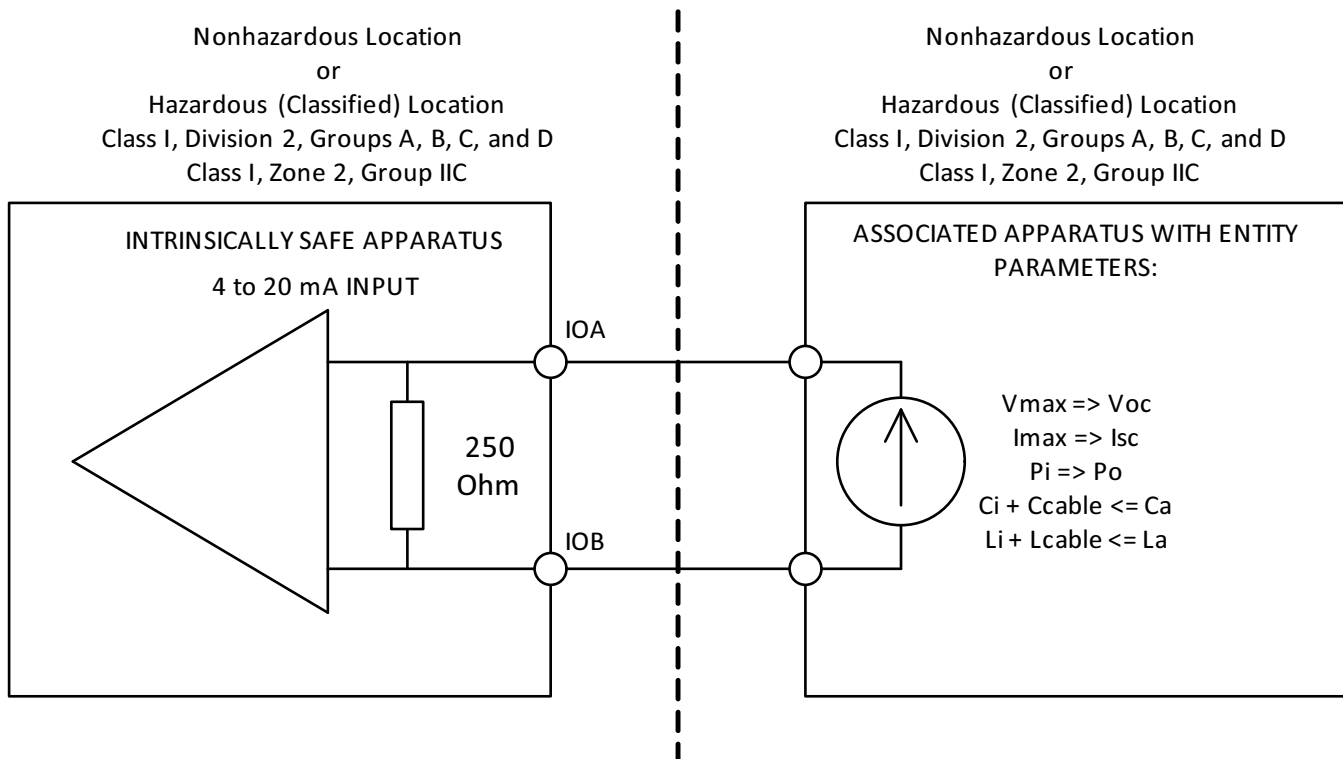 Nonhazardous Location
or
Hazardous (Classified) Location
Class I, Division 2, Groups A, B, C, and D
Class I, Zone 2, Group IIC
INTRINSICALLY SAFE APPARATUS
4 to 20 mA INPUT
250
Ohm
IOA
IOB
Nonhazardous Location
or
Hazardous (Classified) Location
Class I, Division 2, Groups A, B, C, and D
Class I, Zone 2, Group IIC
ASSOCIATED APPARATUS WITH ENTITY
PARAMETERS:
Vmax => Voc
Imax => Isc
Pi => Po
Ci + Ccable <= Ca
Li + Lcable <= La